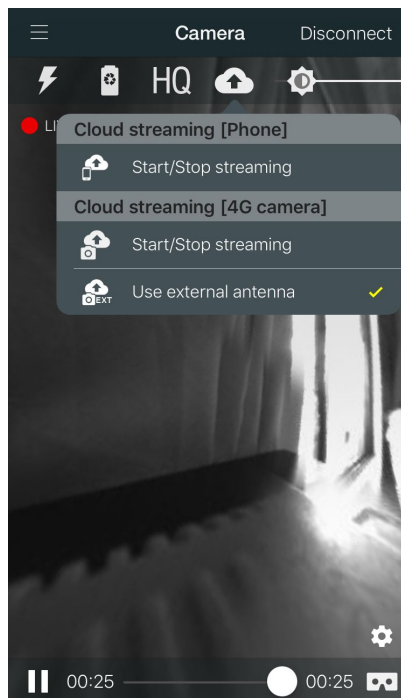 Camera Disconnect
HQ
Cloud streaming [Phone]
Start/Stop streaming
Cloud streaming [4G camera]
Start/Stop streaming
EXT Use external antenna
00:25 00:25